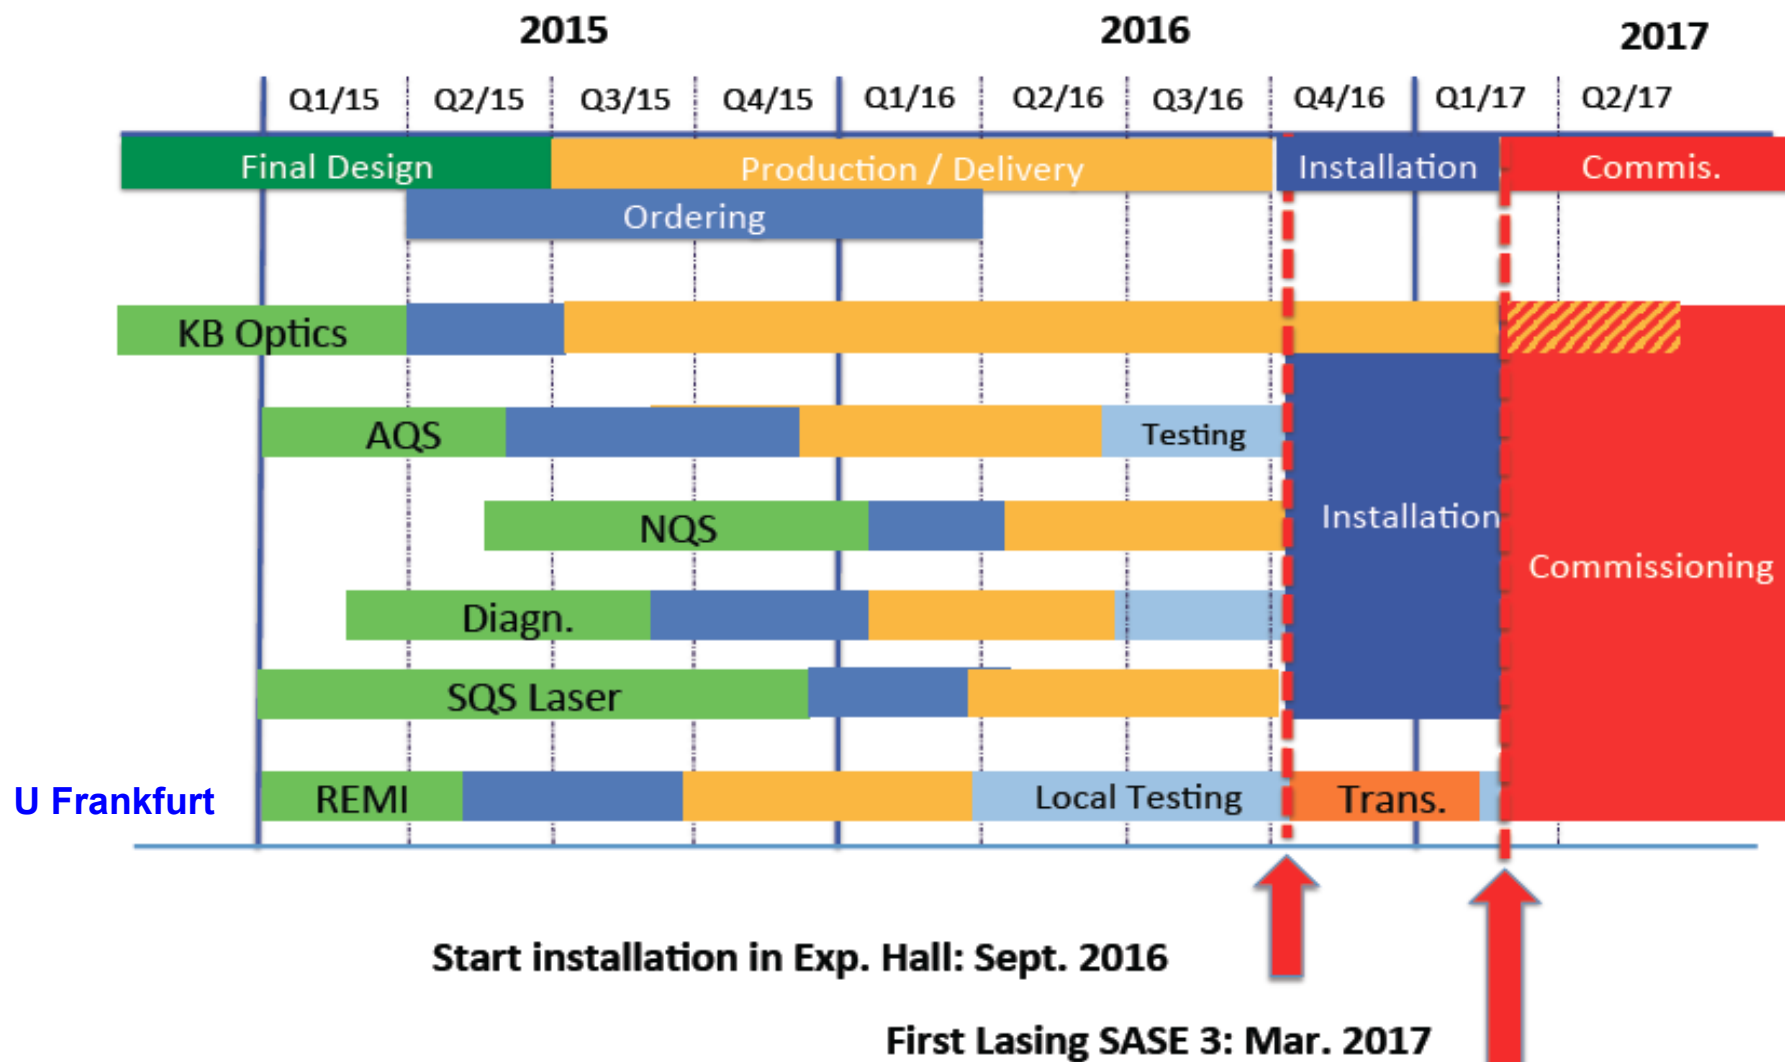 2015 2016 2017
Q1/15 Q2/15 Q3/15 Q4/15 Q1/16 Q2/16 Q3/16 Q4/16 Q1/17 Q2/17
Final Design Production / Delivery Installation Commis.
Ordering
KB Optics
AQS Testing
NQS Installation
Commissioning
Diagn.
SQS Laser
U Frankfurt REMI Local Testing Trans.
Start installation in Exp. Hall: Sept. 2016
First Lasing SASE 3: Mar. 2017